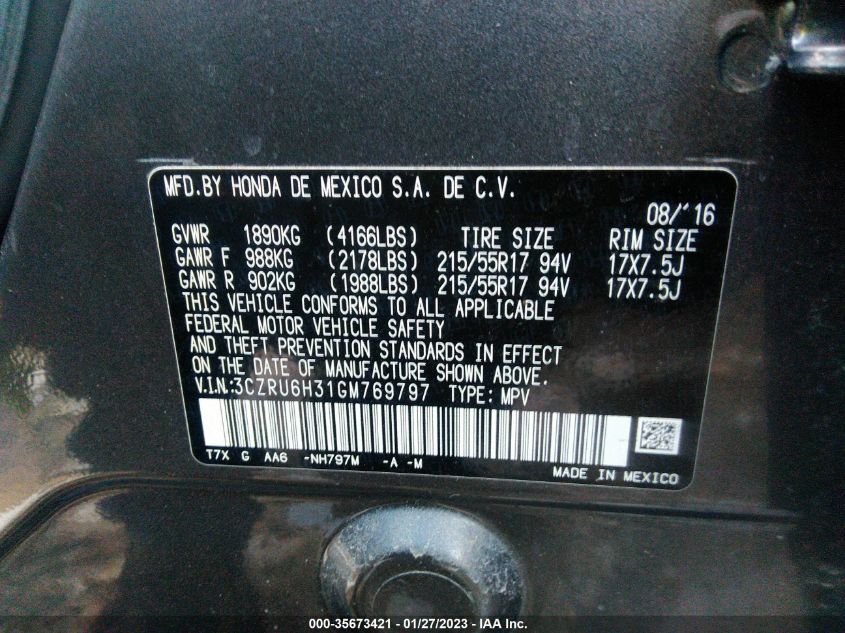 MFD.BY HONDA DE MEXICO S.A. DE C.V.
08/"16
GVWR 1890KG (4166LBS) TIRE SIZE RIM SIZE
GAWR F 988KG (2178LBS) 215/55R17 94V 17X7.5J
GAWR R 902KG (1988LBS) 215/55R17 94V 17X7.5J
THIS VEHICLE CONFORMS TO ALL APPLICABLE
FEDERAL MOTOR VEHICLE SAFETY
AND THEFT PREVENTION STANDARDS IN EFFECT
ON THE DATE OF MANUFACTURE SHOWN ABOVE.
V.I.N:3CZRU6H31GM769797 TYPE: MPV
T7X G AA6 -NH797M -A -M
MADE IN MEXICO
000-35673421 | 01/27/2023 - IAA Inc.